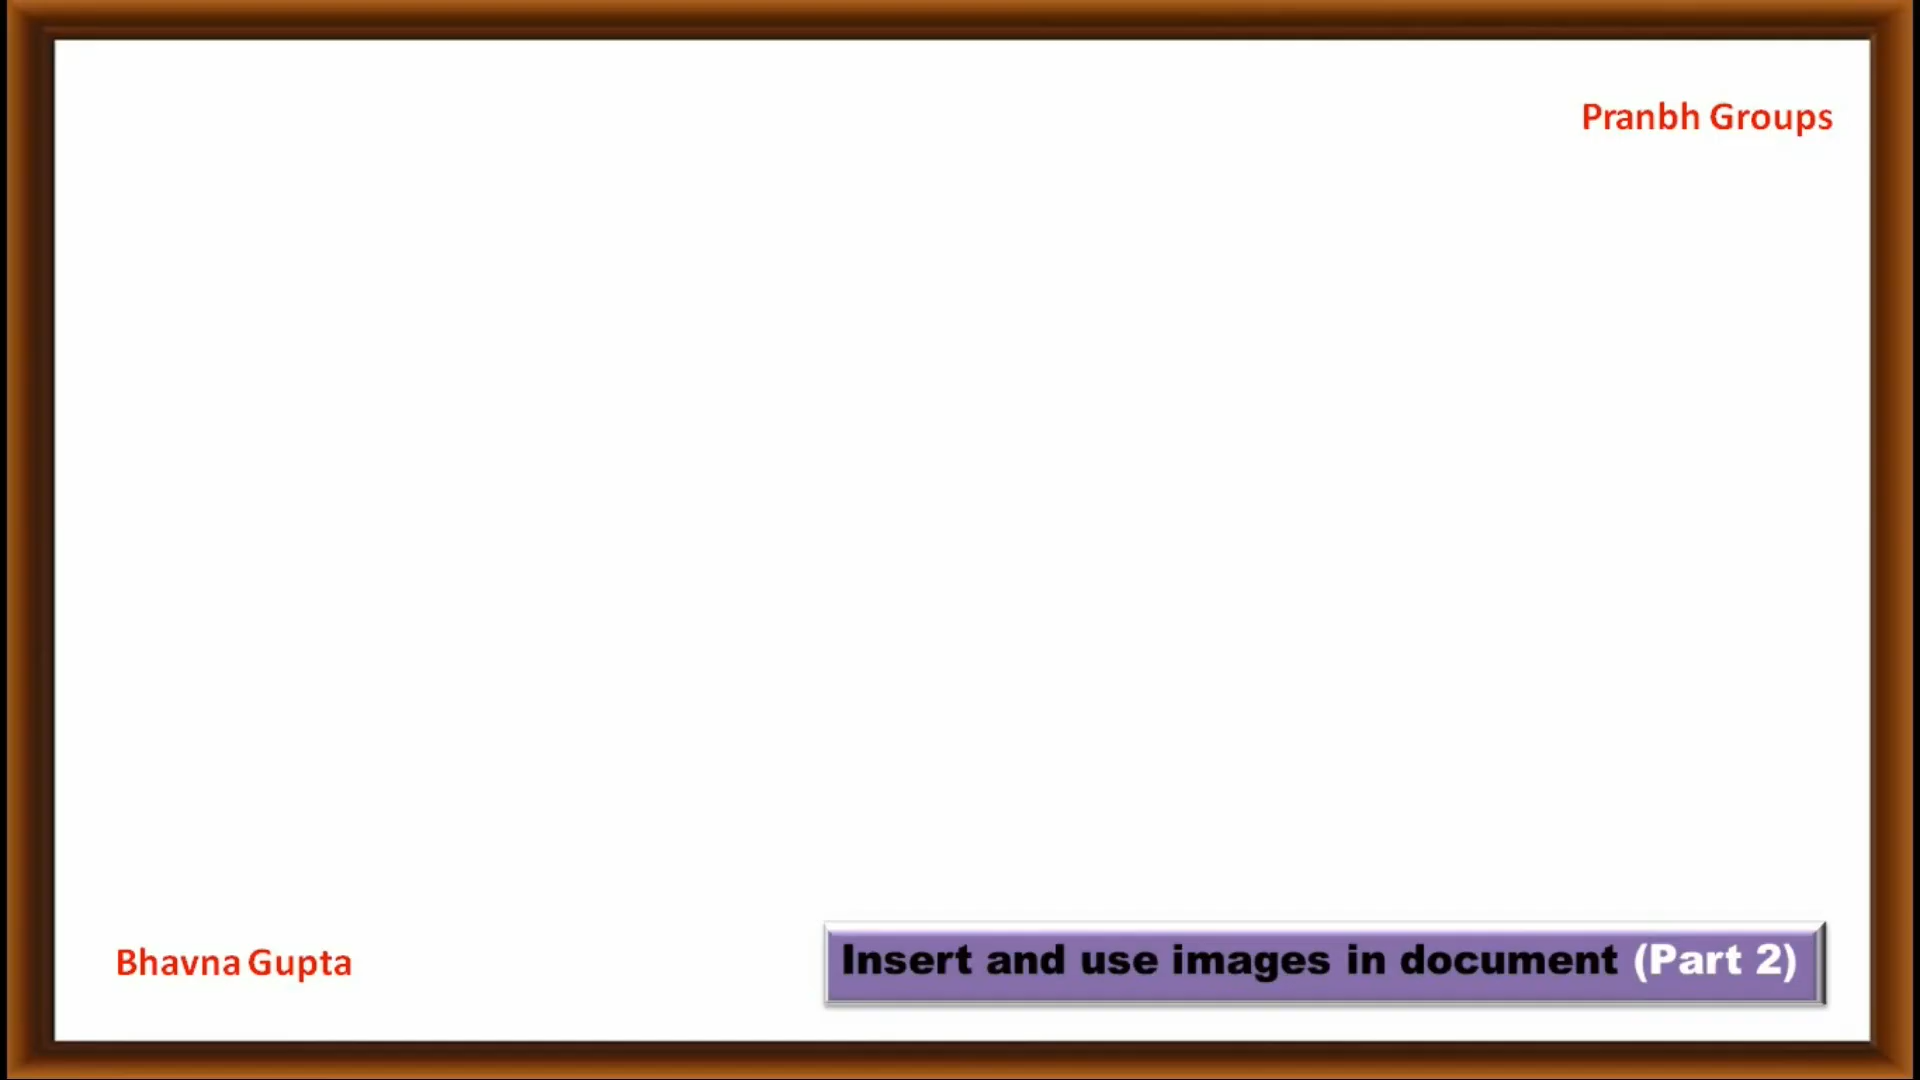 Pranbh Groups
Bhavna Gupta
Insert and use images in document (Part 2)